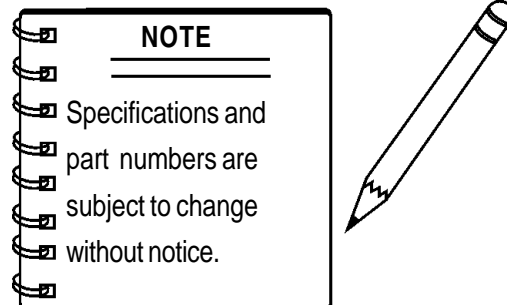 NOTE
Specifications and
part numbers are
subject to change
without notice.